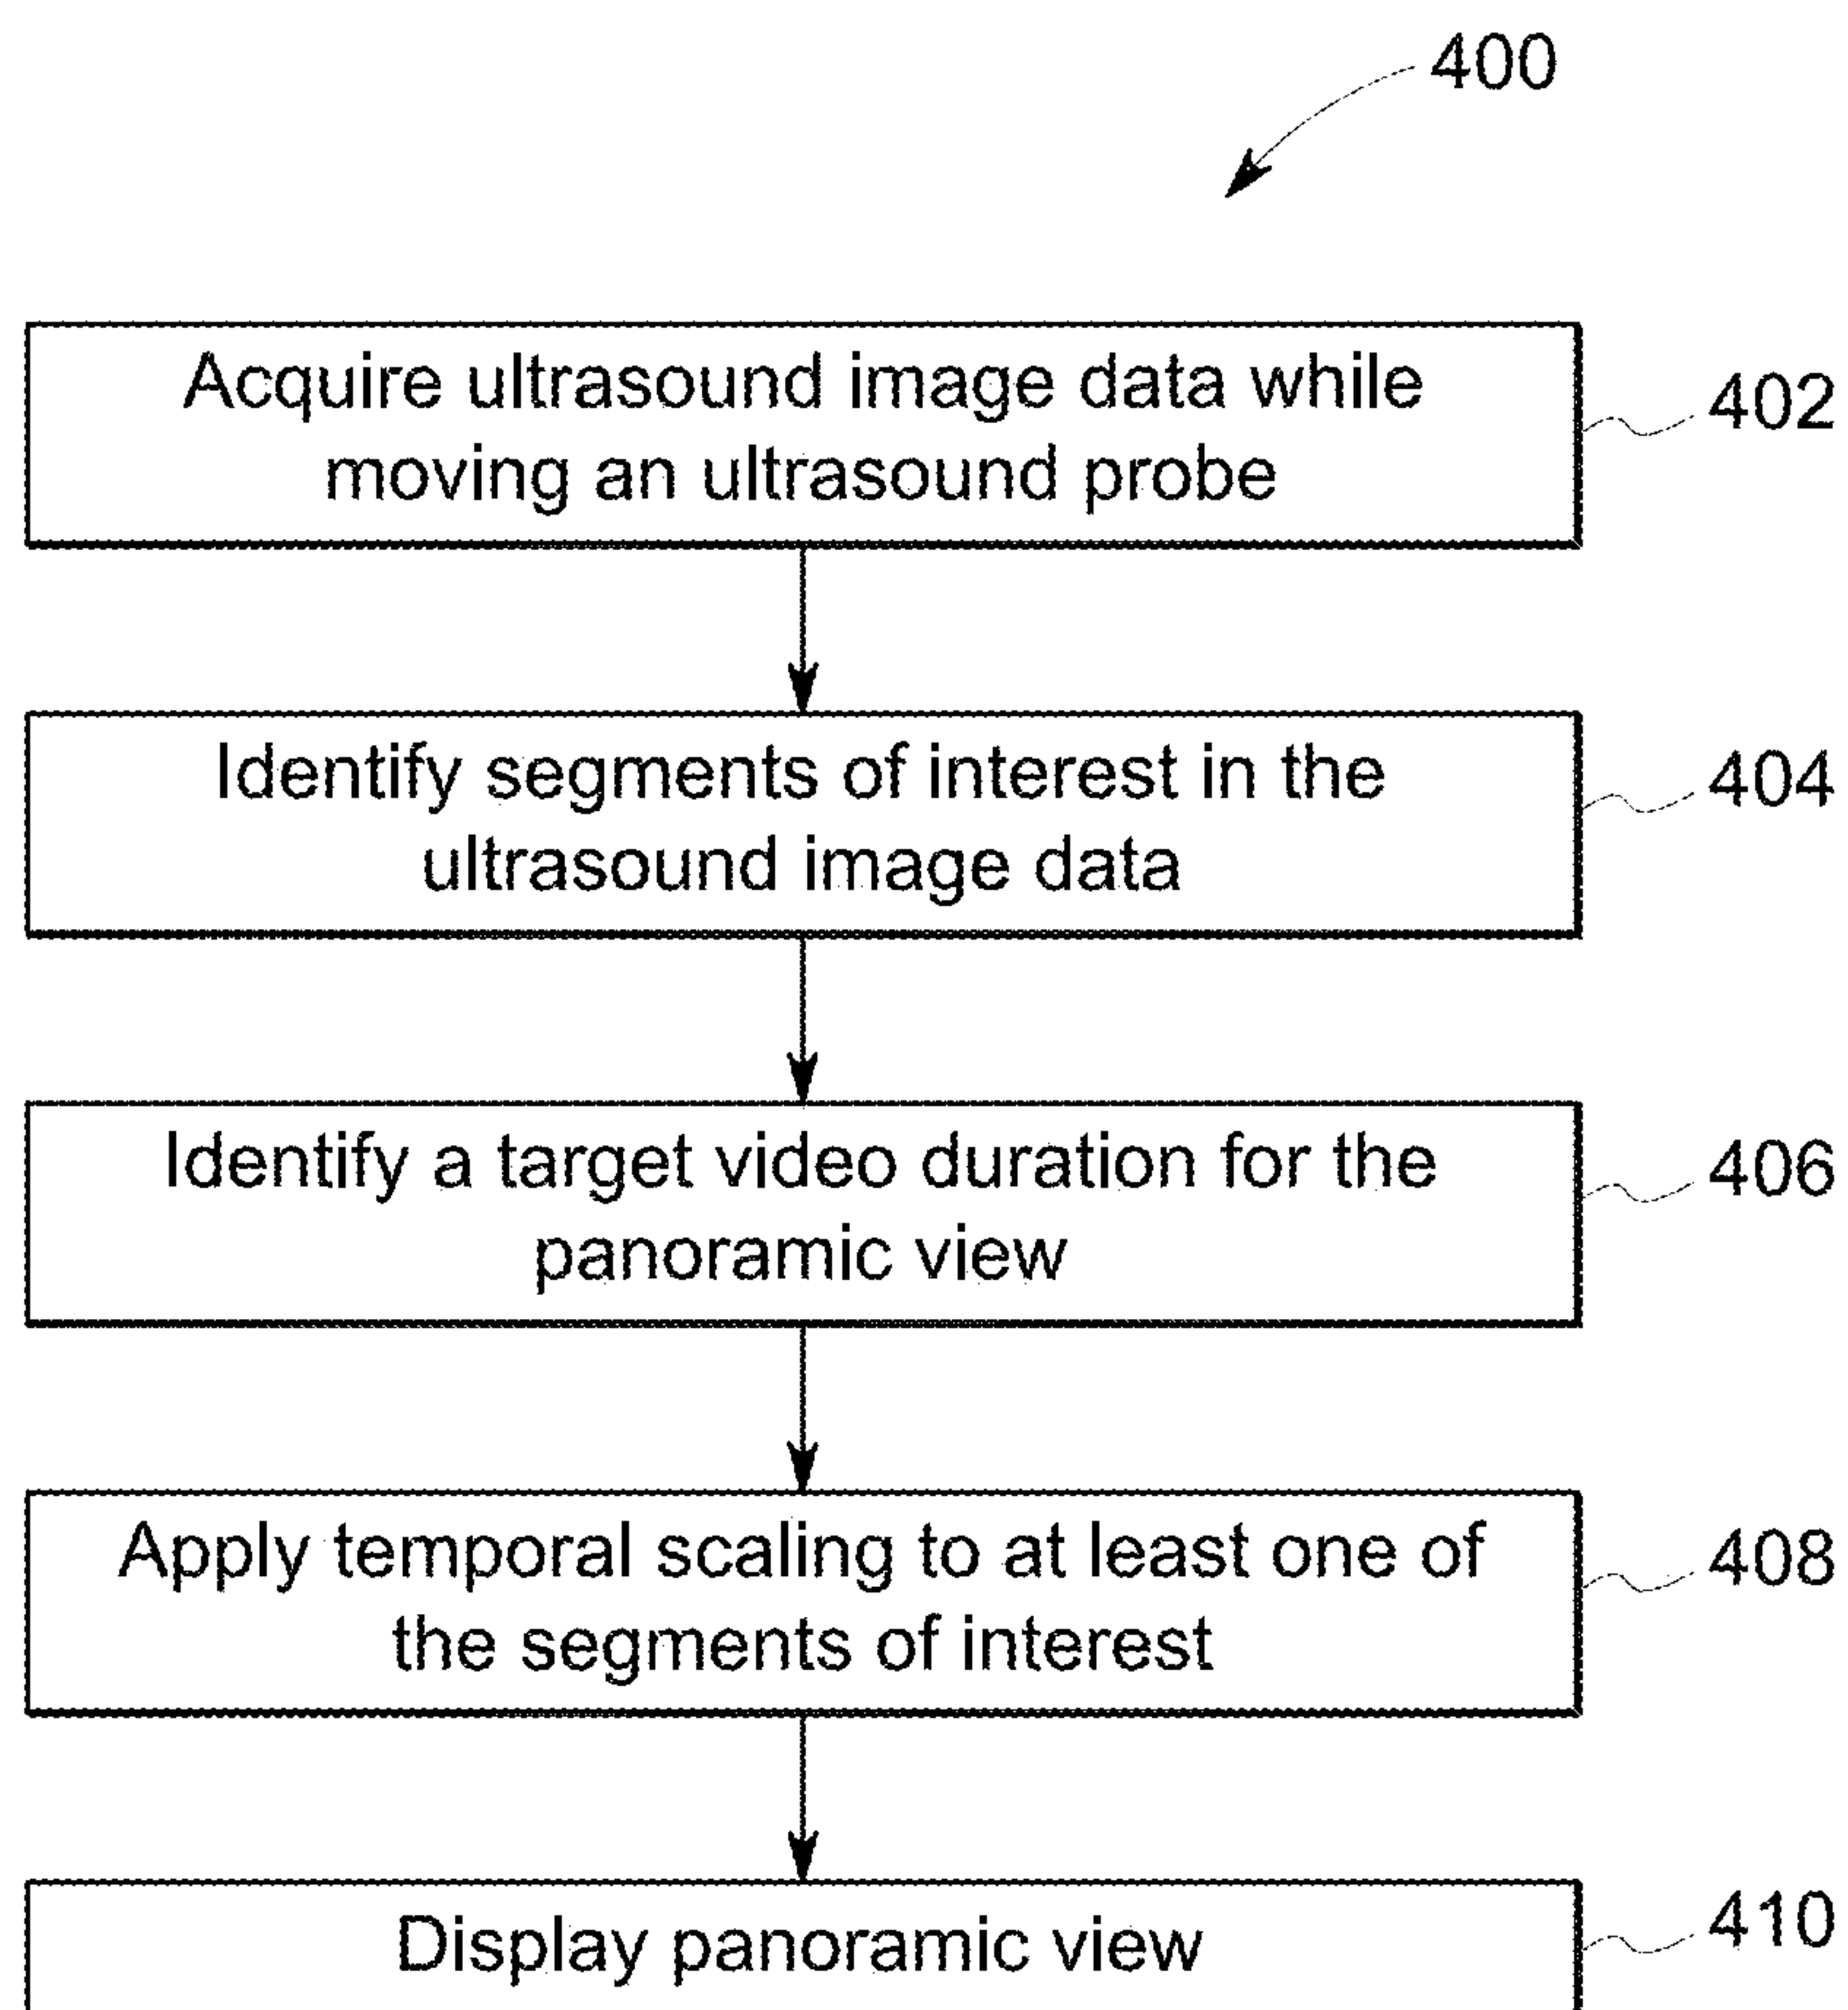 400
Acquire ultrasound image data while
moving an ultrasound probe
402
Identify segments of interest in the
ultrasound image data
404
Identify a target video duration for the
panoramic view
406
Apply temporal scaling to at least one of
the segments of interest
408
Display panoramic view
410